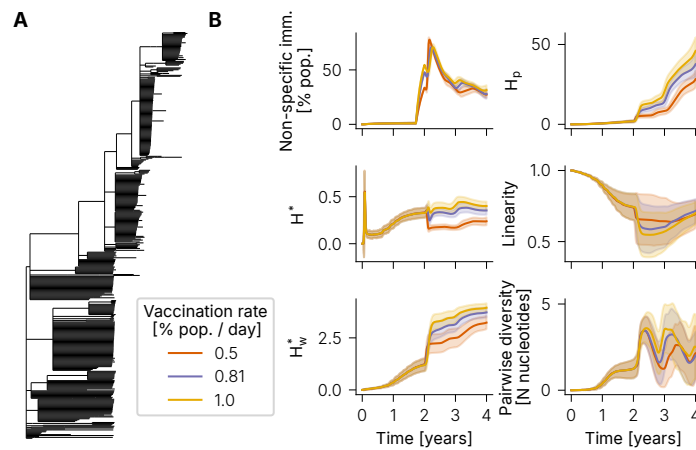 A
B
Non-specific imm.
[% pop.]
50
0
H_p
50
0
H*
0.5
0.0
Linearity
1.0
0.5
Vaccination rate
[% pop. / day]
0.5
0.81
1.0
H*_w
2.5
0.0
0 1 2 3 4
Time [years]
Pairwise diversity
[N nucleotides]
5
0
0 1 2 3 4
Time [years]